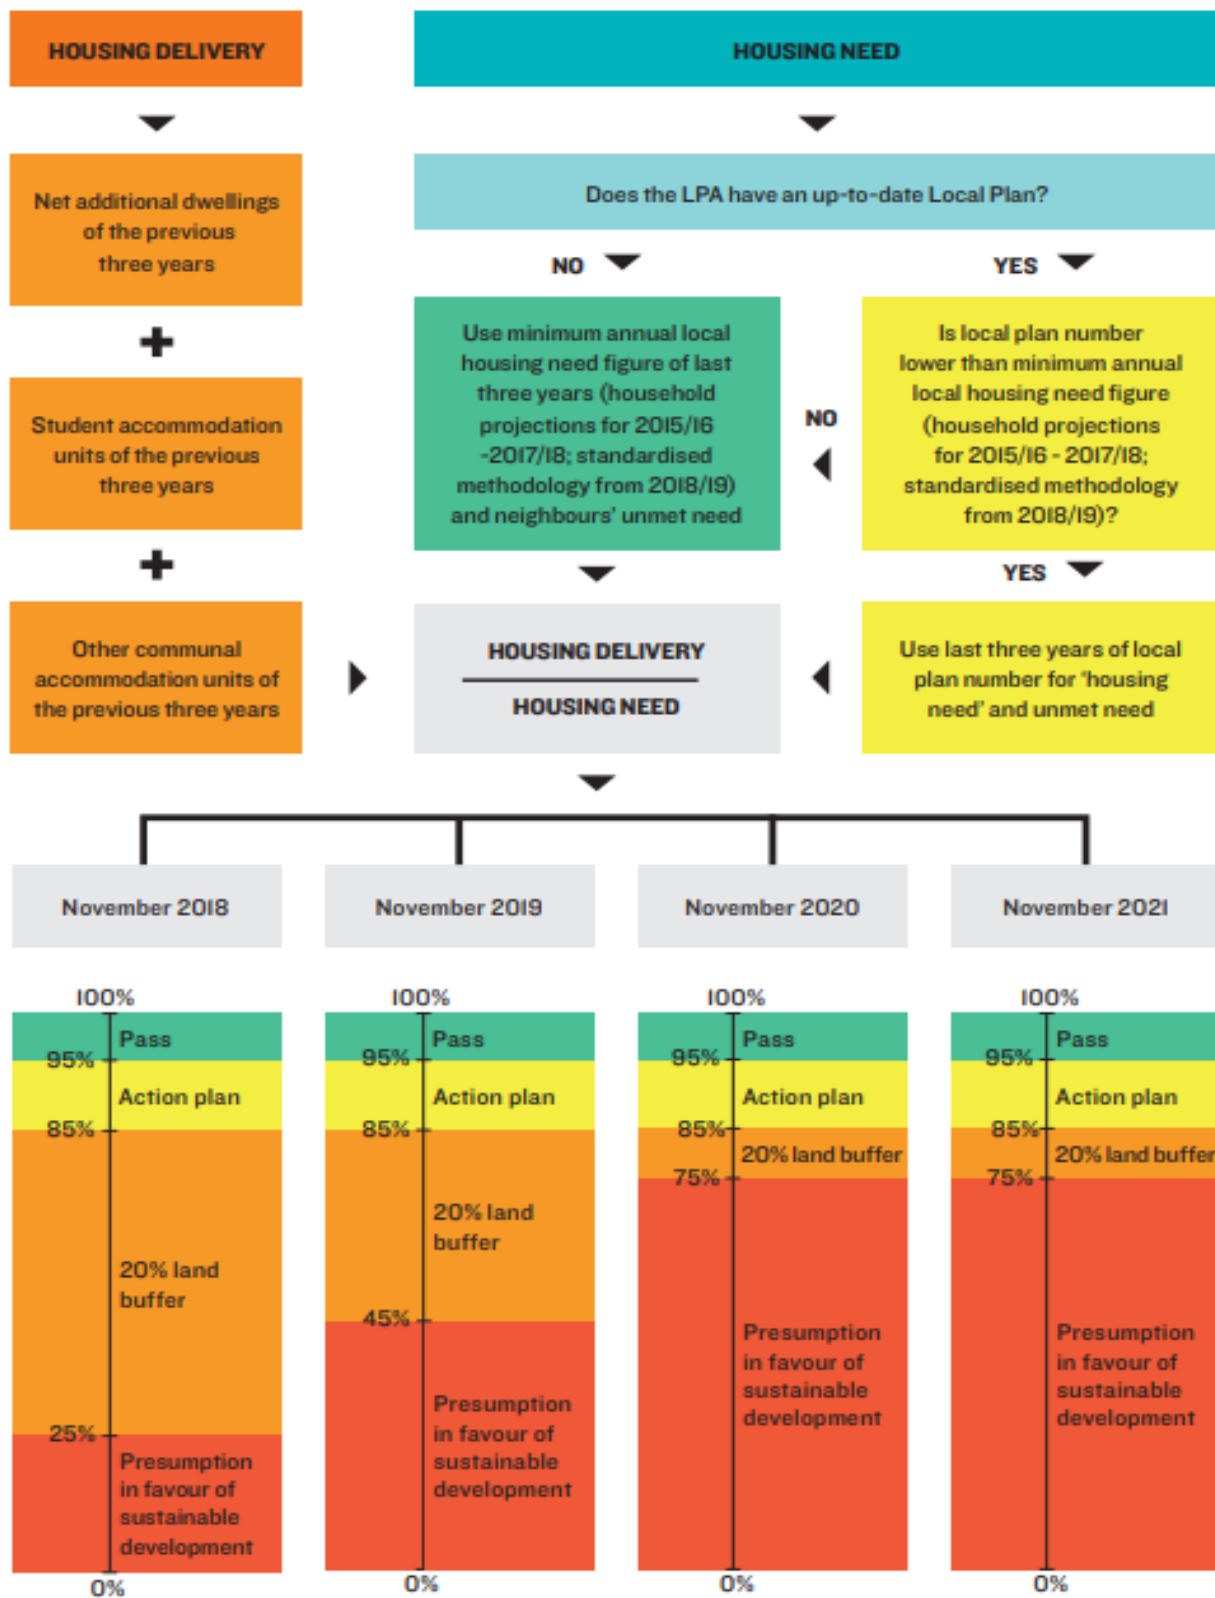 HOUSING DELIVERY
HOUSING NEED
Net additional dwellings
of the previous
three years
+
Student accommodation
units of the previous
three years
+
Other communal
accommodation units of
the previous three years
Does the LPA have an up-to-date Local Plan?
NO
YES
Use minimum annual local
housing need figure of last
three years (household
projections for 2015/16
-2017/18; standardised
methodology from 2018/19)
and neighbours' unmet need
NO
Is local plan number
lower than minimum annual
local housing need figure
(household projections
for 2015/16 - 2017/18;
standardised methodology
from 2018/19)?
YES
HOUSING DELIVERY
HOUSING NEED
Use last three years of local
plan number for 'housing
need' and unmet need
November 2018
November 2019
November 2020
November 2021
100%
Pass
95%
Action plan
85%
20% land
buffer
25%
Presumption
in favour of
sustainable
development
0%
100%
Pass
95%
Action plan
85%
20% land
buffer
45%
Presumption
in favour of
sustainable
development
0%
100%
Pass
95%
Action plan
85%
20% land buffer
75%
Presumption
in favour of
sustainable
development
0%
100%
Pass
95%
Action plan
85%
20% land buffer
75%
Presumption
in favour of
sustainable
development
0%